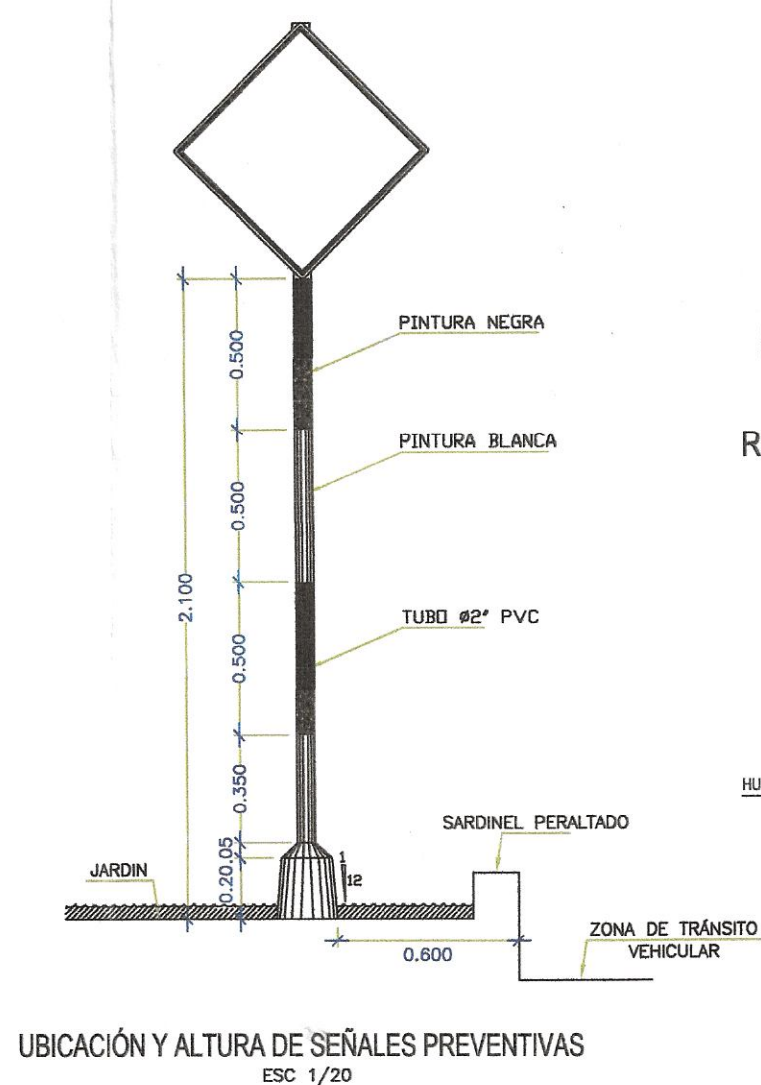 PINTURA NEGRA
0.500
PINTURA BLANCA
R
0.500
2.100
TUBO Ø2" PVC
0.500
0.350
HU
SARDINEL PERALTADO
0.05
1
12
JARDIN
0.20
ZONA DE TRÁNSITO
VEHICULAR
0.600
UBICACIÓN Y ALTURA DE SEÑALES PREVENTIVAS
ESC 1/20